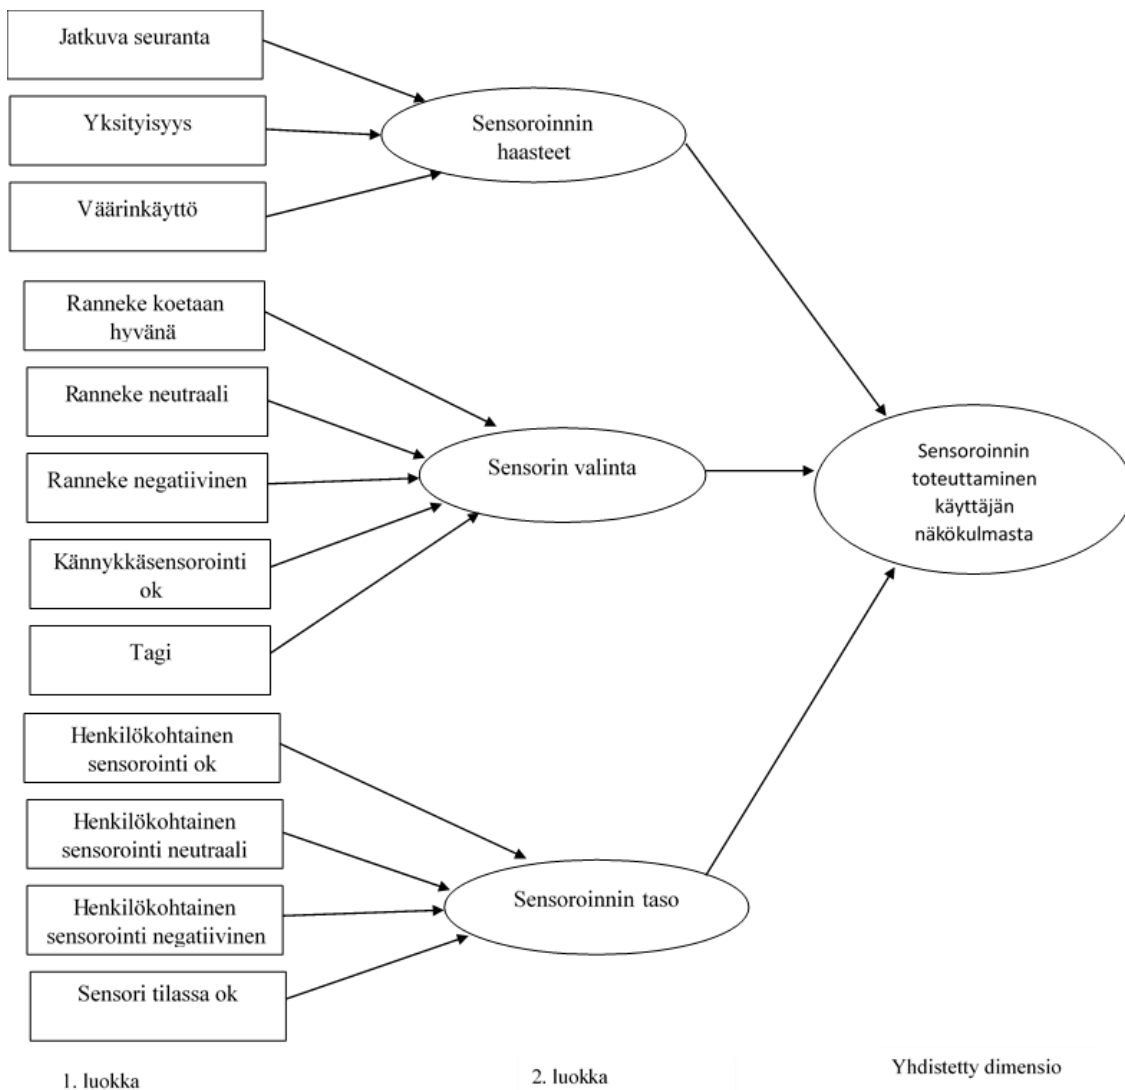 Jatkuva seuranta
Yksityisyys
Väärinkäyttö
Sensoroinnin
haasteet
Ranneke koetaan
hyvänä
Ranneke neutraali
Ranneke negatiivinen
Kännykkäsensorointi
ok
Tagi
Sensorin valinta
Henkilökohtainen
sensorointi ok
Henkilökohtainen
sensorointi neutraali
Henkilökohtainen
sensorointi negatiivinen
Sensori tilassa ok
Sensoroinnin taso
Sensoroinnin
toteuttaminen
käyttäjän
näkökulmasta
1. luokka
2. luokka
Yhdistetty dimensio